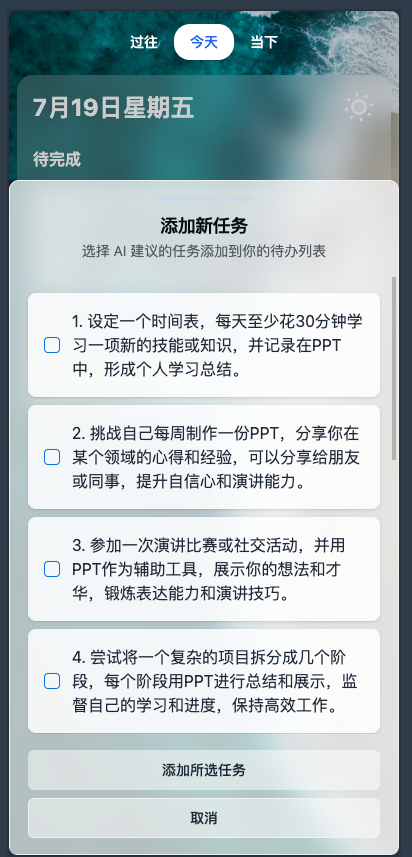 过往 今天 当下
7月19日星期五
待完成
添加新任务
选择 AI 建议的任务添加到你的待办列表
1. 设定一个时间表，每天至少花30分钟学
习一项新的技能或知识，并记录在PPT
中，形成个人学习总结。
2. 挑战自己每周制作一份PPT，分享你在
某个领域的心得和经验，可以分享给朋友
或同事，提升自信心和演讲能力。
3. 参加一次演讲比赛或社交活动，并用
PPT作为辅助工具，展示你的想法和才
华，锻炼表达能力和演讲技巧。
4. 尝试将一个复杂的项目拆分成几个阶
段，每个阶段用PPT进行总结和展示，监
督自己的学习和进度，保持高效工作。
添加所选任务
取消